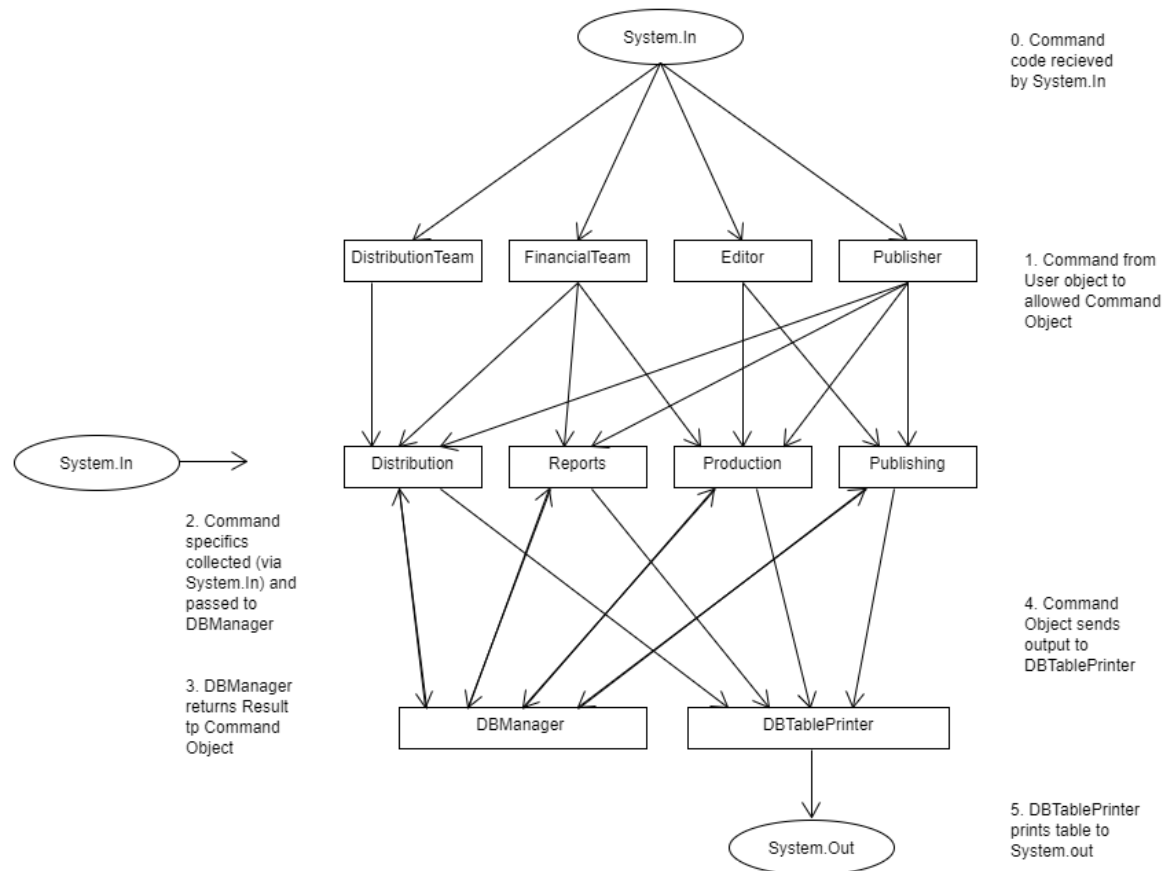 System.In
0. Command
code recieved
by System.In
DistributionTeam
FinancialTeam
Editor
Publisher
1. Command from
User object to
allowed Command
Object
System.In
Distribution
Reports
Production
Publishing
2. Command
specifics
collected (via
System.In) and
passed to
DBManager
4. Command
Object sends
output to
DBTablePrinter
3. DBManager
returns Result
tp Command
Object
DBManager
DBTablePrinter
System.Out
5. DBTablePrinter
prints table to
System.out